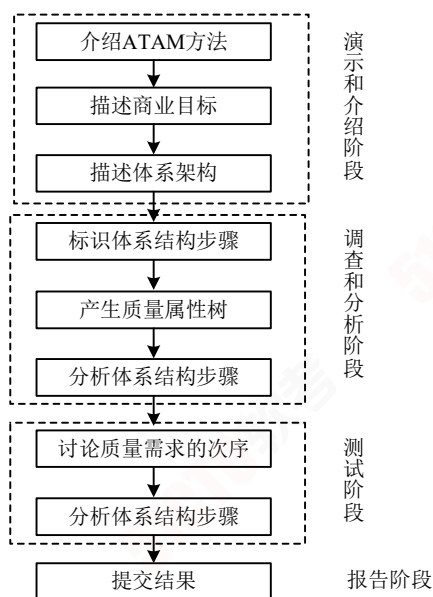 介绍ATAM方法
描述商业目标
描述体系架构
演示和介绍阶段
标识体系结构步骤
产生质量属性树
分析体系结构步骤
调查和分析阶段
讨论质量需求的次序
分析体系结构步骤
测试阶段
提交结果
报告阶段